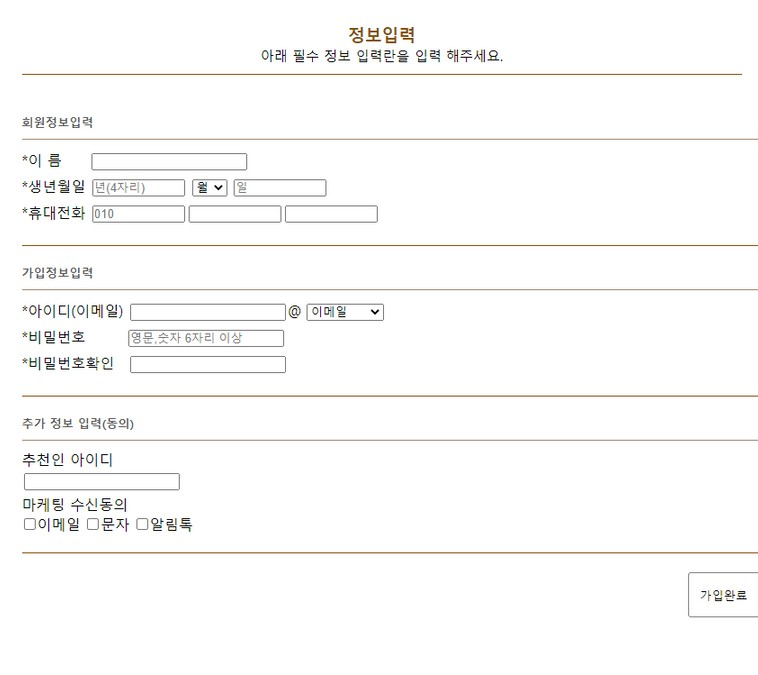 정보입력
아래 필수 정보 입력란을 입력 해주세요.
회원정보입력
*이 름
*생년월일 년(4자리) 월 일
*휴대전화 010
가입정보입력
*아이디(이메일) @ 이메일
*비밀번호 영문,숫자 6자리 이상
*비밀번호확인
추가 정보 입력(동의)
추천인 아이디
마케팅 수신동의
이메일 문자 알림톡
가입완료